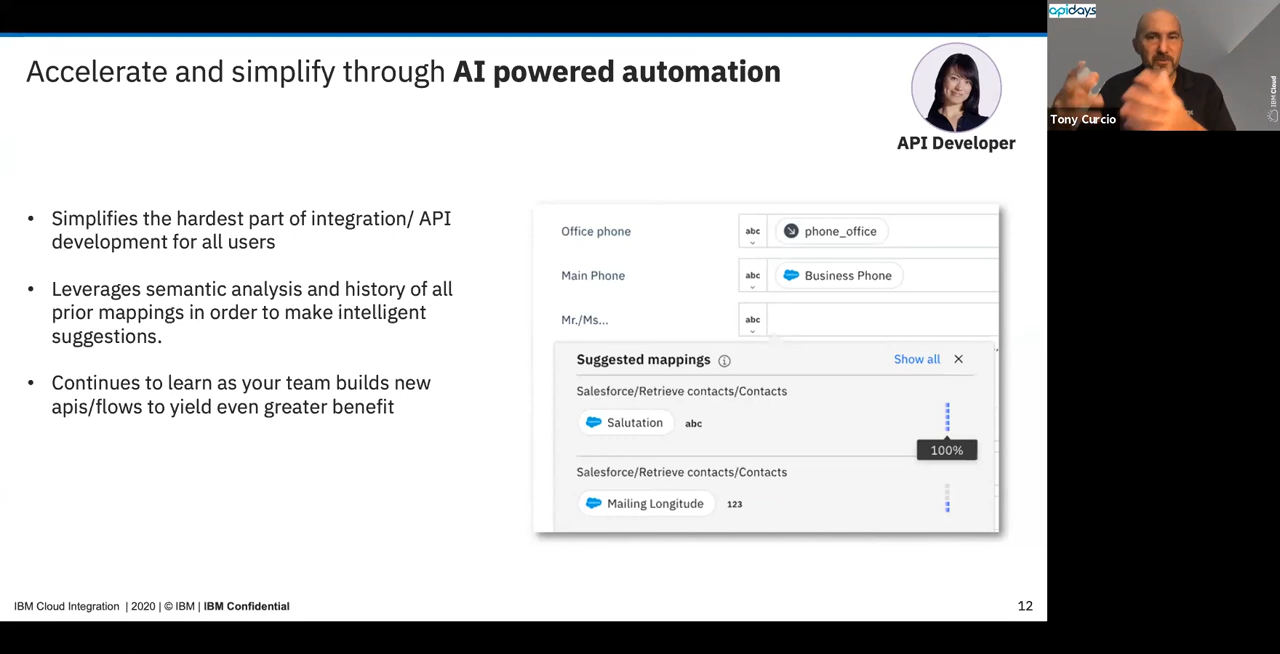 apidays
Accelerate and simplify through AI powered automation
IBM Cloud
Tony Curcio
API Developer
• Simplifies the hardest part of integration/ API
development for all users
• Leverages semantic analysis and history of all
prior mappings in order to make intelligent
suggestions.
• Continues to learn as your team builds new
apis/flows to yield even greater benefit
Office phone abc phone_office
Main Phone abc Business Phone
Mr./Ms... abc
Suggested mappings Show all
Salesforce/Retrieve contacts/Contacts
Salutation abc
100%
Salesforce/Retrieve contacts/Contacts
Mailing Longitude 123
IBM Cloud Integration | 2020 | © IBM | IBM Confidential
12